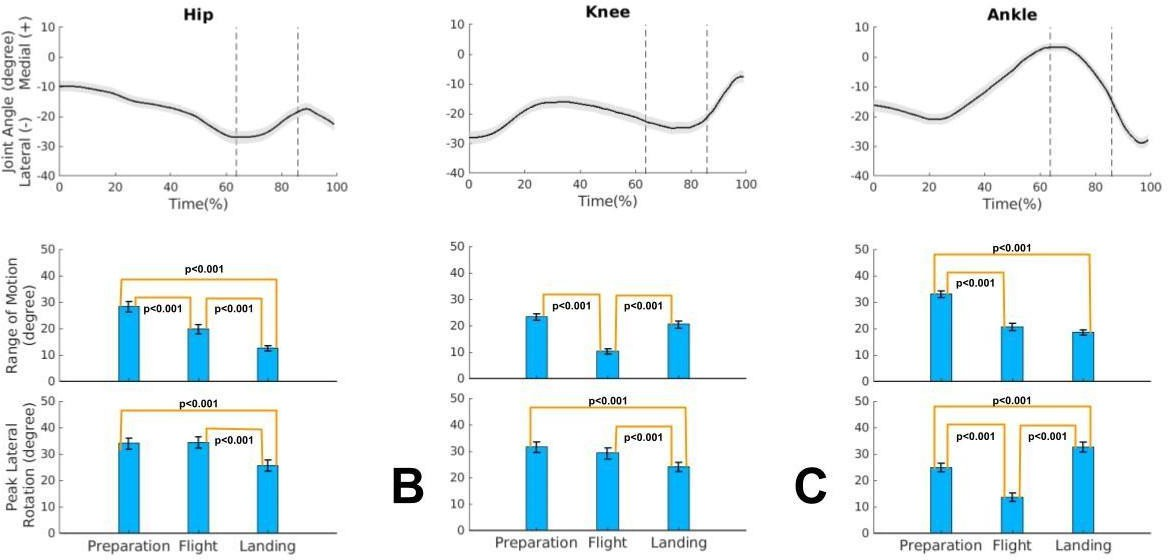 Hip
Knee
Ankle
Joint Angle (degree)
Lateral (-) Medial (+)
10
0
-10
-20
-30
-40
0 20 40 60 80 100
Time(%)
10
0
-10
-20
-30
-40
0 20 40 60 80 100
Time(%)
10
0
-10
-20
-30
-40
0 20 40 60 80 100
Time(%)
Range of Motion
(degree)
50
40
30
20
10
0
p<0.001
p<0.001 p<0.001
50
40
30
20
10
0
p<0.001 p<0.001
50
40
30
20
10
0
p<0.001
p<0.001
Peak Lateral
Rotation (degree)
50
40
30
20
10
0
p<0.001
p<0.001
Preparation Flight Landing
B
50
40
30
20
10
0
p<0.001
p<0.001
Preparation Flight Landing
C
50
40
30
20
10
0
p<0.001
p<0.001 p<0.001
Preparation Flight Landing